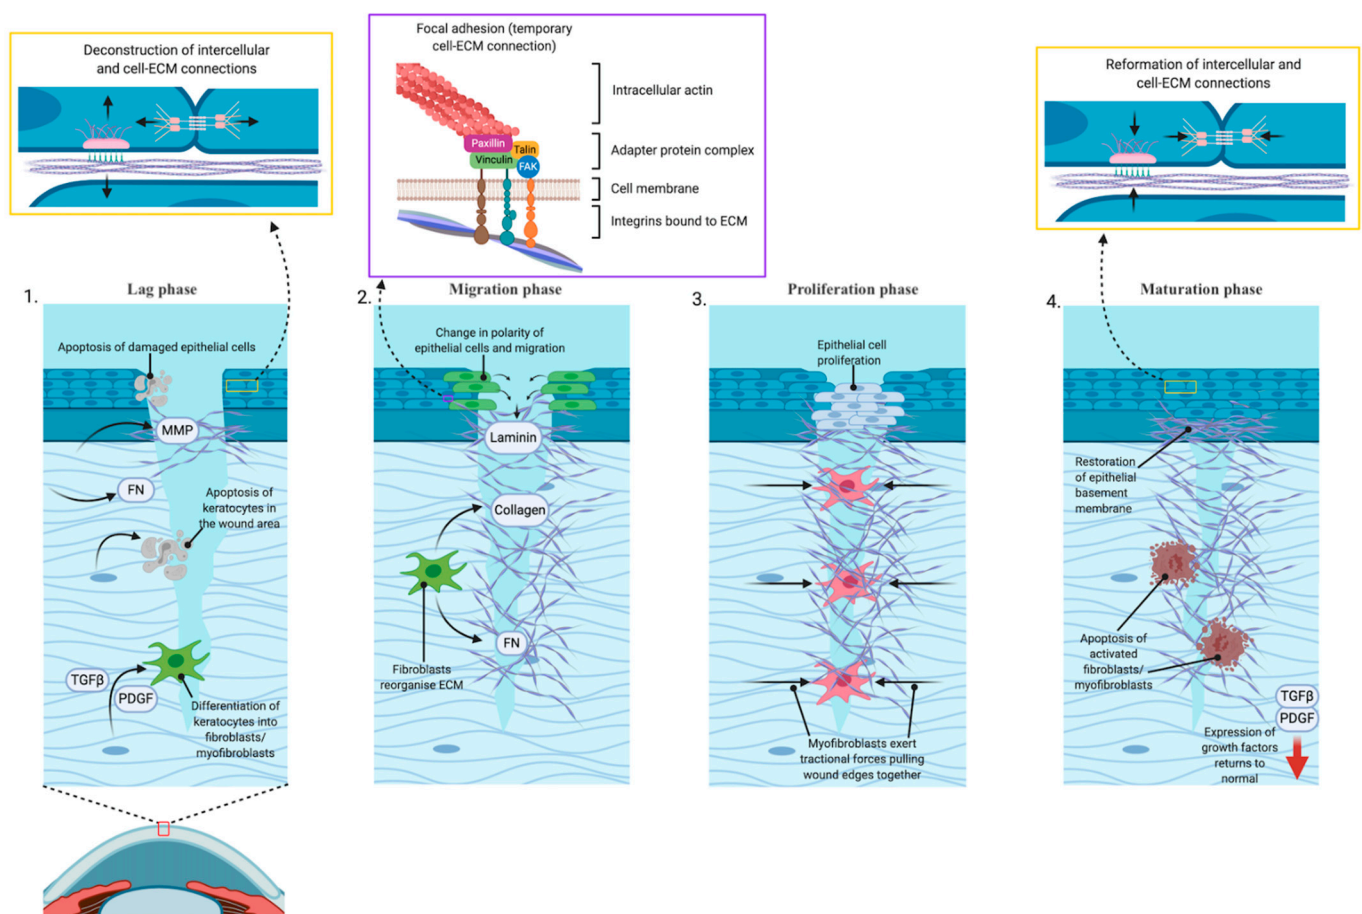 Deconstruction of intercellular
and cell-ECM connections
Focal adhesion (temporary
cell-ECM connection)
Intracellular actin
Paxillin
Talin
Vinculin
FAK
Adapter protein complex
Cell membrane
Integrins bound to ECM
Reformation of intercellular and
cell-ECM connections
1.
Lag phase
Apoptosis of damaged epithelial cells
MMP
FN
Apoptosis of
keratocytes in
the wound area
TGFβ
PDGF
Differentiation of
keratocytes into
fibroblasts/
myofibroblasts
2.
Migration phase
Change in polarity of
epithelial cells and migration
Laminin
Collagen
FN
Fibroblasts
reorganise ECM
3.
Proliferation phase
Epithelial cell
proliferation
Myofibroblasts exert
tractional forces pulling
wound edges together
4.
Maturation phase
Restoration
of epithelial
basement
membrane
Apoptosis of
activated
fibroblasts/
myofibroblasts
TGFβ
PDGF
Expression of
growth factors
returns to
normal